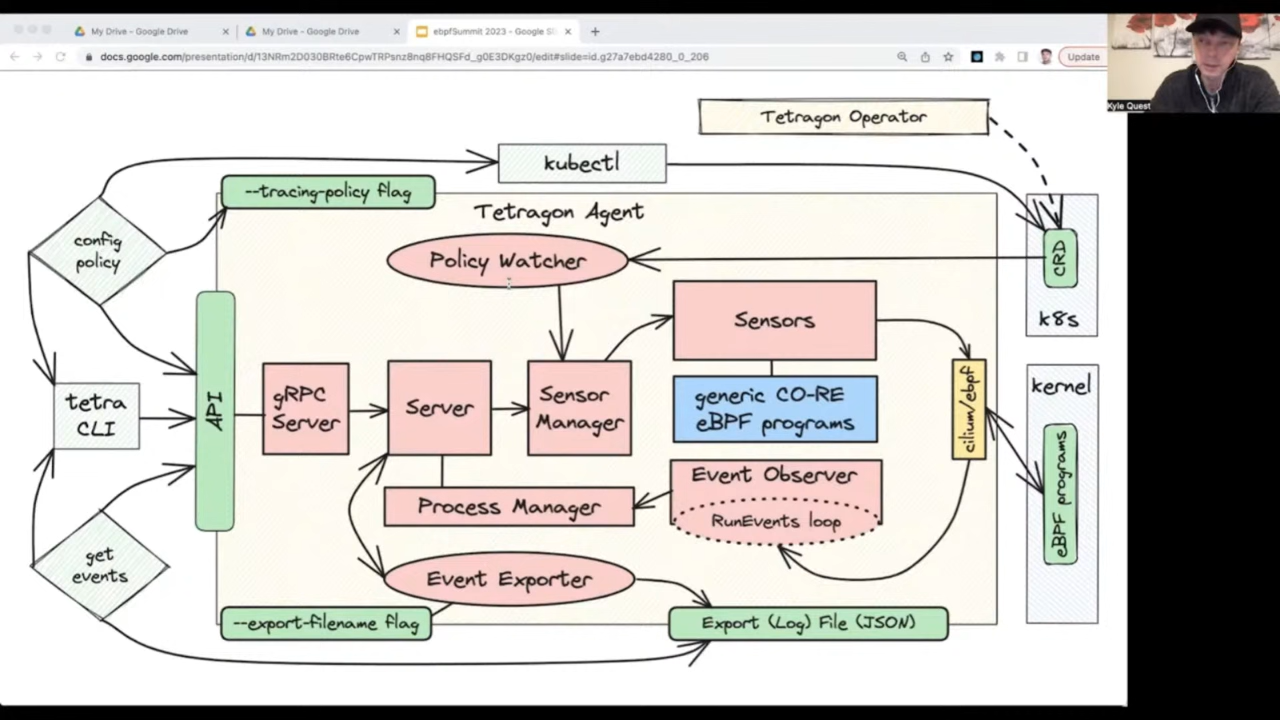 My Drive - Google Drive
My Drive - Google Drive
ebpfSummit 2023 - Google Sl
docs.google.com/presentation/d/13NRm2D030BRte6CpwTRPsnz8nq8FHQSFd_g0E3DKgz0/edit#slide=id.g27a7ebd4280_0_206
Update
Kyle Quest
Tetragon Operator
kubectl
--tracing-policy flag
Tetragon Agent
config
policy
Policy Watcher
CRD
k8s
Sensors
tetra
CLI
API
gRPC
Server
Server
Sensor
Manager
generic CO-RE
eBPF programs
cilium/ebpf
kernel
eBPF programs
Event Observer
RunEvents loop
Process Manager
get
events
Event Exporter
--export-filename flag
Export (Log) File (JSON)